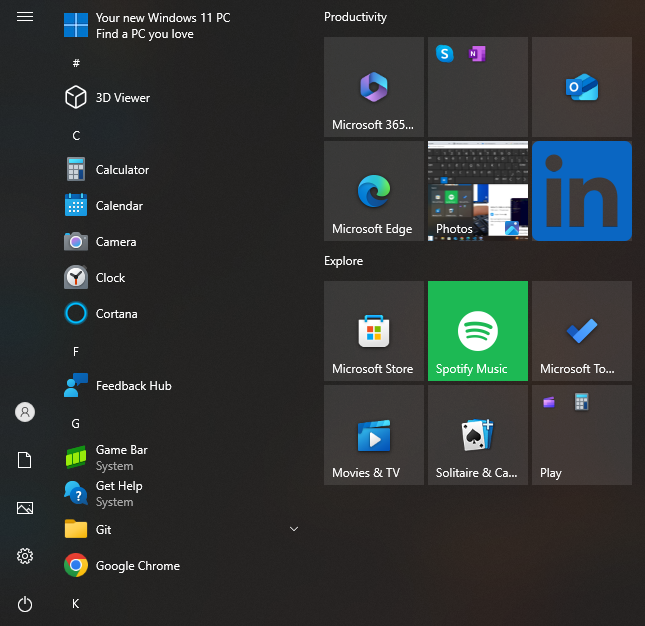 Your new Windows 11 PC
Find a PC you love
#
3D Viewer
C
Calculator
Calendar
Camera
Clock
Cortana
F
Feedback Hub
G
Game Bar
System
Get Help
System
Git
Google Chrome
K
Productivity
Microsoft 365...
Microsoft Edge
Photos
in
Explore
Microsoft Store
Spotify Music
Microsoft To...
Movies & TV
Solitaire & Ca...
Play